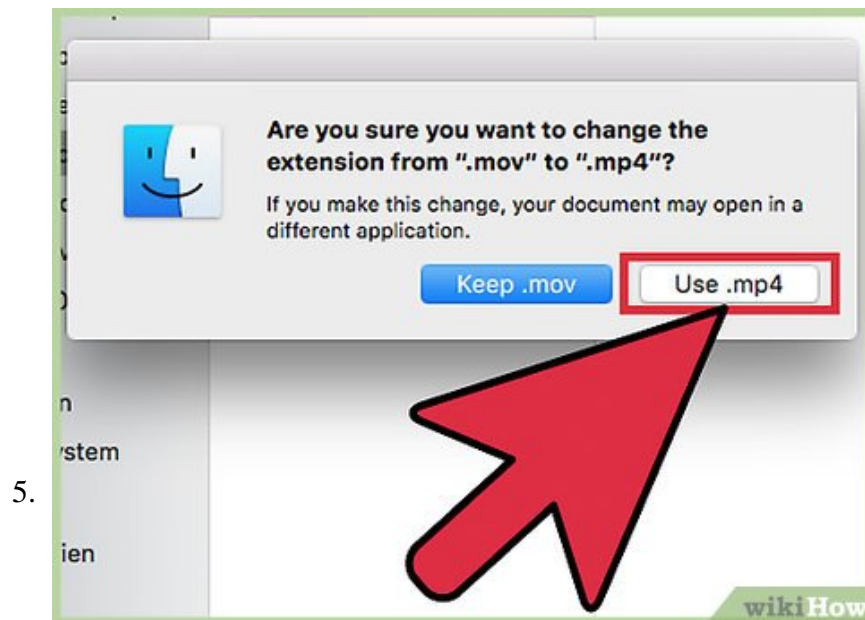 Are you sure you want to change the
extension from ".mov" to ".mp4"?
If you make this change, your document may open in a
different application.
Keep .mov
Use .mp4
n
ystem
5.
ien
wikiHow